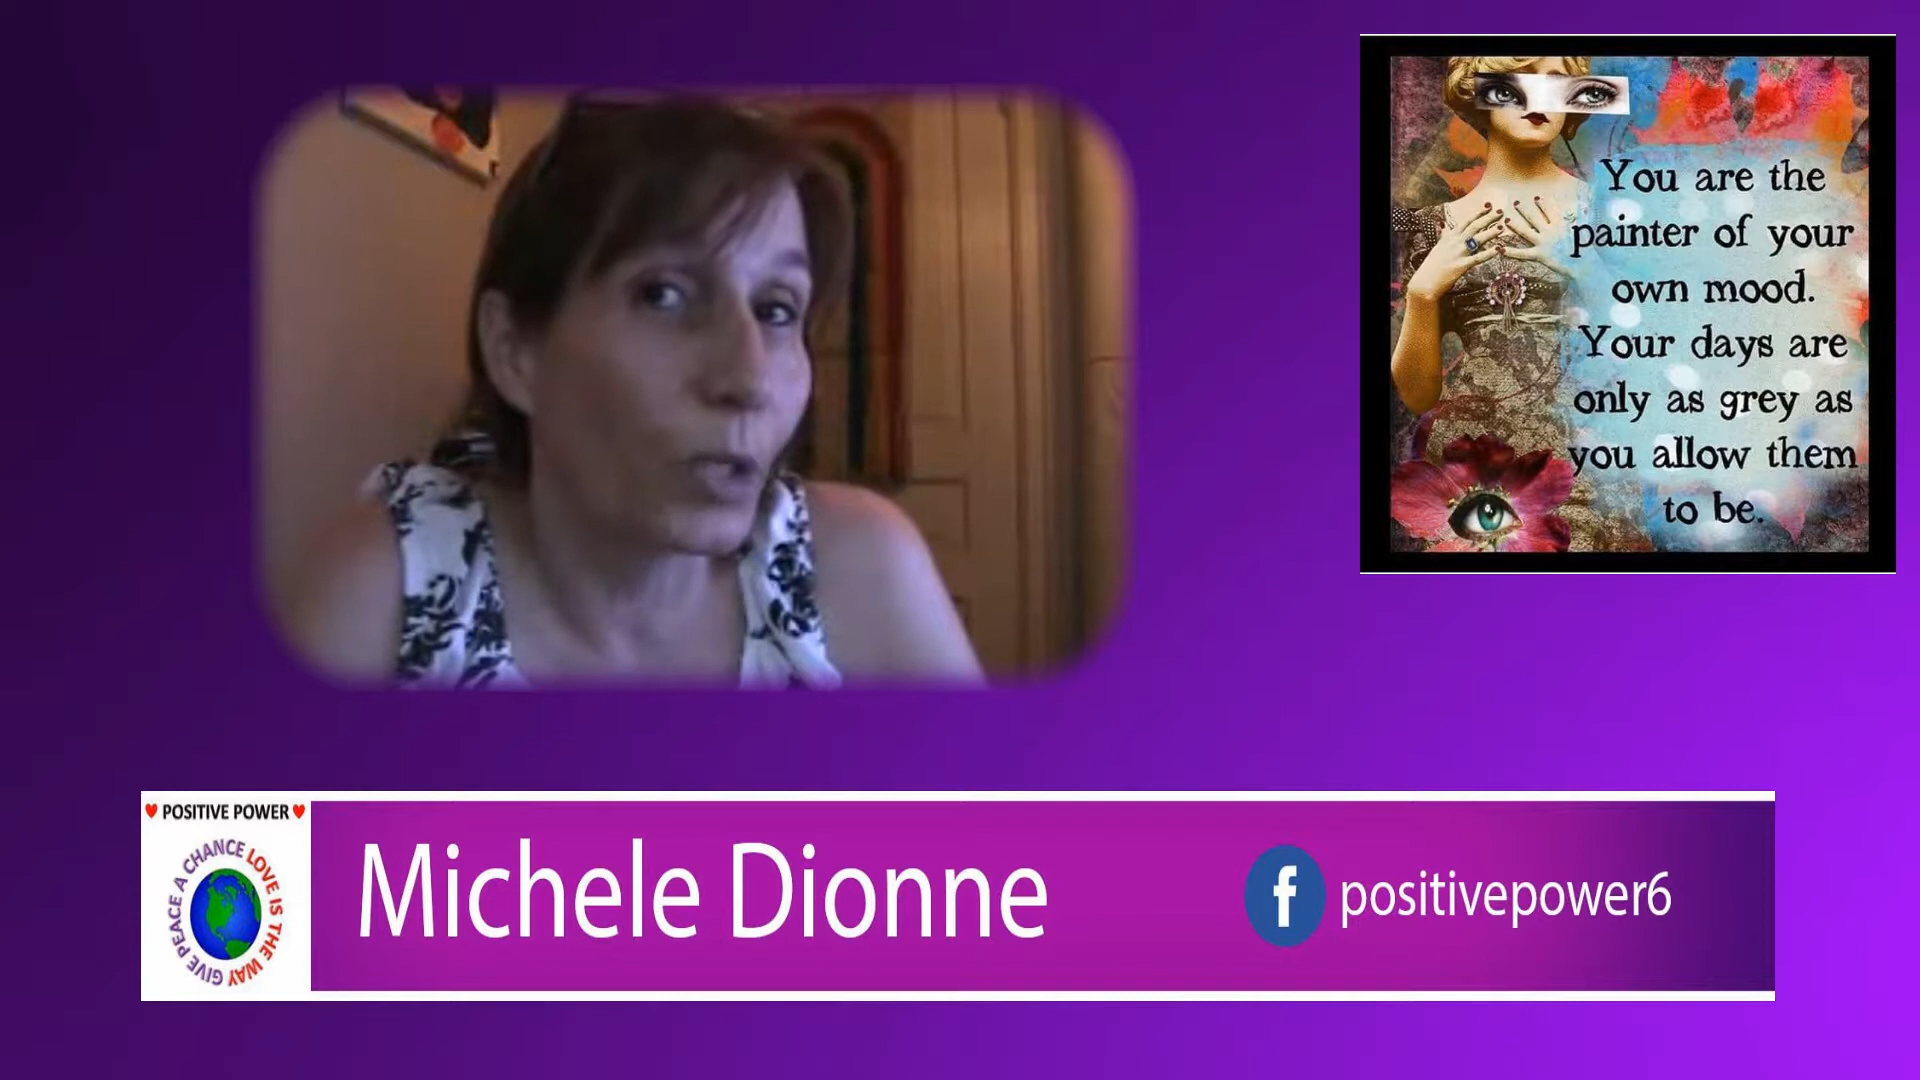 You are the
painter of your
own mood.
Your days are
only as grey as
you allow them
to be.
♥ POSITIVE POWER ♥
GIVE PEACE A CHANCE LOVE IS THE WAY
Michele Dionne
f positivepower6